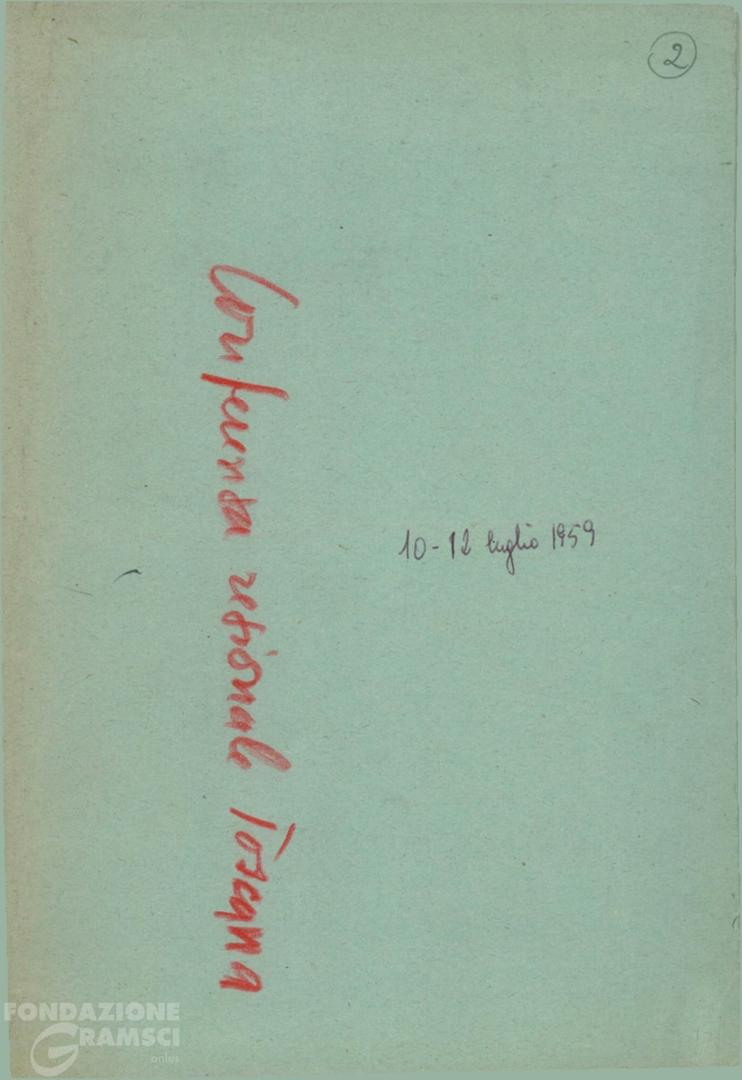 2
Conferenza regionale Toscana
10-12 luglio 1959
FONDAZIONE
GRAMSCI
onlus